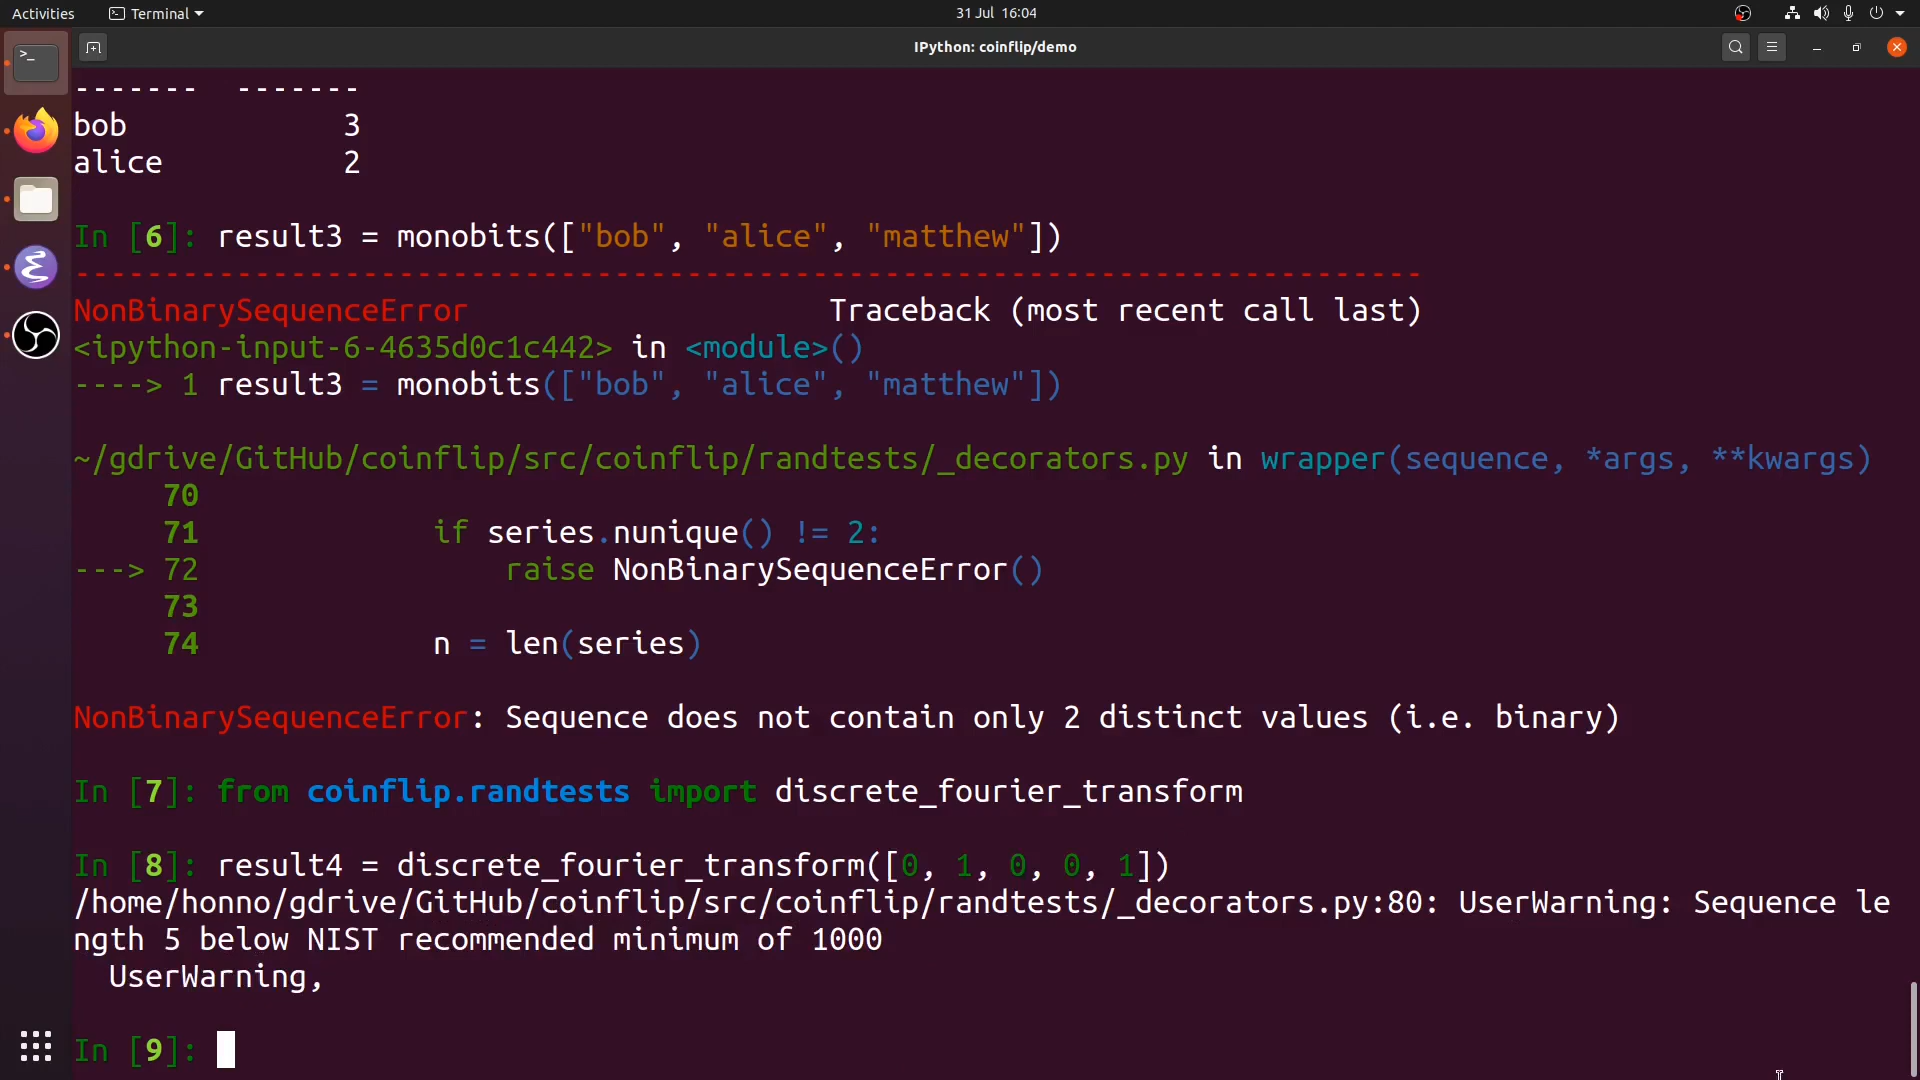 Activities Terminal 31 Jul 16:04
IPython: coinflip/demo
------- -------
bob 3
alice 2
In [6]: result3 = monobits(["bob", "alice", "matthew"])
---------------------------------------------------------------------------
NonBinarySequenceError Traceback (most recent call last)
<ipython-input-6-4635d0c1c442> in <module>()
----> 1 result3 = monobits(["bob", "alice", "matthew"])
~/gdrive/GitHub/coinflip/src/coinflip/randtests/_decorators.py in wrapper(sequence, *args, **kwargs)
70
71 if series.nunique() != 2:
---> 72 raise NonBinarySequenceError()
73
74 n = len(series)
NonBinarySequenceError: Sequence does not contain only 2 distinct values (i.e. binary)
In [7]: from coinflip.randtests import discrete_fourier_transform
In [8]: result4 = discrete_fourier_transform([0, 1, 0, 0, 1])
/home/honno/gdrive/GitHub/coinflip/src/coinflip/randtests/_decorators.py:80: UserWarning: Sequence le
ngth 5 below NIST recommended minimum of 1000
UserWarning,
In [9]: